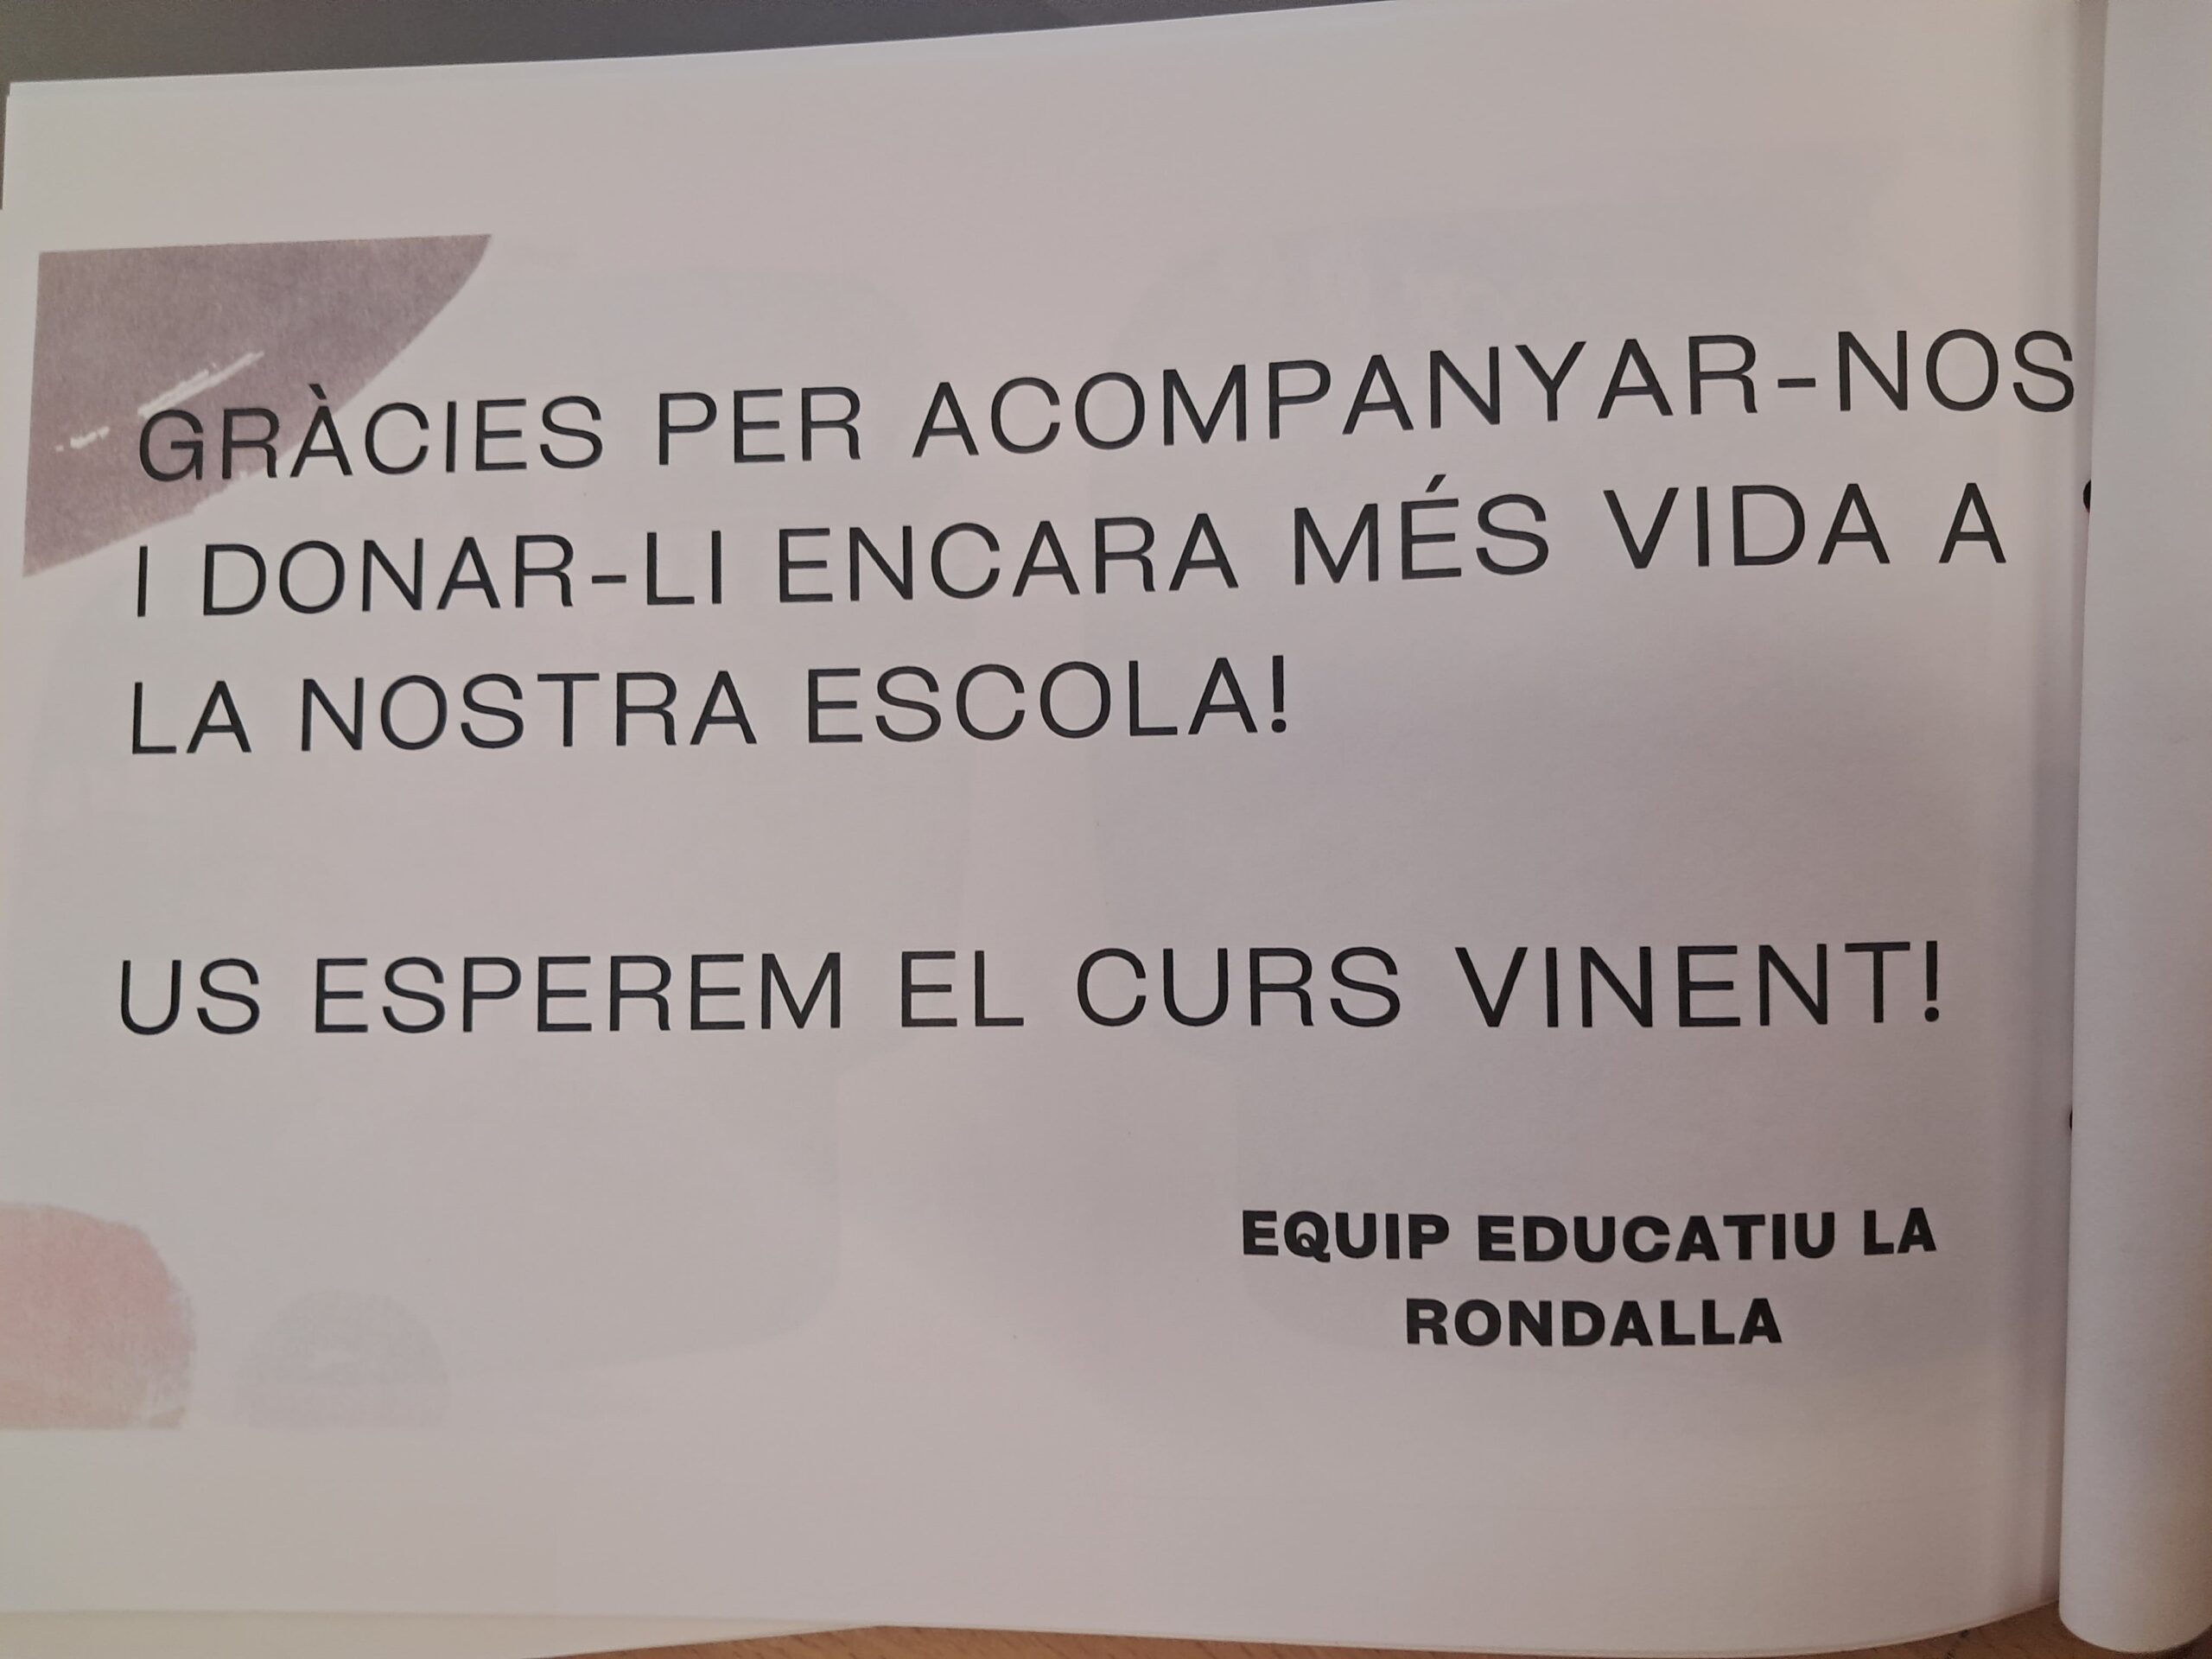 GRÀCIES PER ACOMPANYAR-NOS
I DONAR-LI ENCARA MÉS VIDA A
LA NOSTRA ESCOLA!
US ESPEREM EL CURS VINENT!
EQUIP EDUCATIU LA
RONDALLA